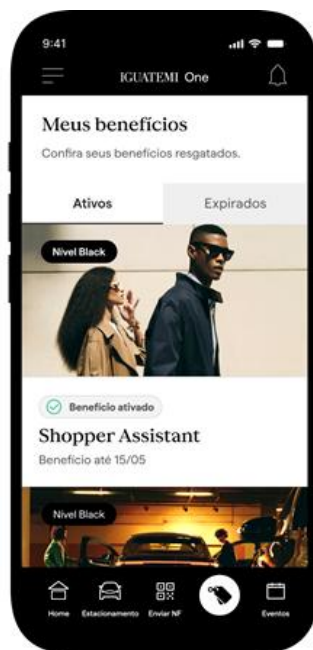 9:41
IGUATEMI One
Meus benefícios
Confira seus benefícios resgatados.
Ativos
Expirados
Nível Black
Benefício ativado
Shopper Assistant
Benefício até 15/05
Nível Black
Home
Estacionamento
Enviar NF
Eventos